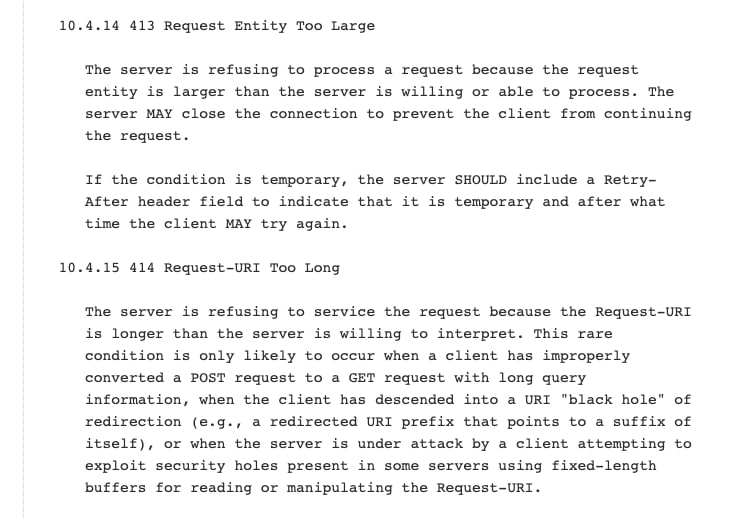 10.4.14 413 Request Entity Too Large
The server is refusing to process a request because the request
entity is larger than the server is willing or able to process. The
server MAY close the connection to prevent the client from continuing
the request.
If the condition is temporary, the server SHOULD include a Retry-
After header field to indicate that it is temporary and after what
time the client MAY try again.
10.4.15 414 Request-URI Too Long
The server is refusing to service the request because the Request-URI
is longer than the server is willing to interpret. This rare
condition is only likely to occur when a client has improperly
converted a POST request to a GET request with long query
information, when the client has descended into a URI "black hole" of
redirection (e.g., a redirected URI prefix that points to a suffix of
itself), or when the server is under attack by a client attempting to
exploit security holes present in some servers using fixed-length
buffers for reading or manipulating the Request-URI.